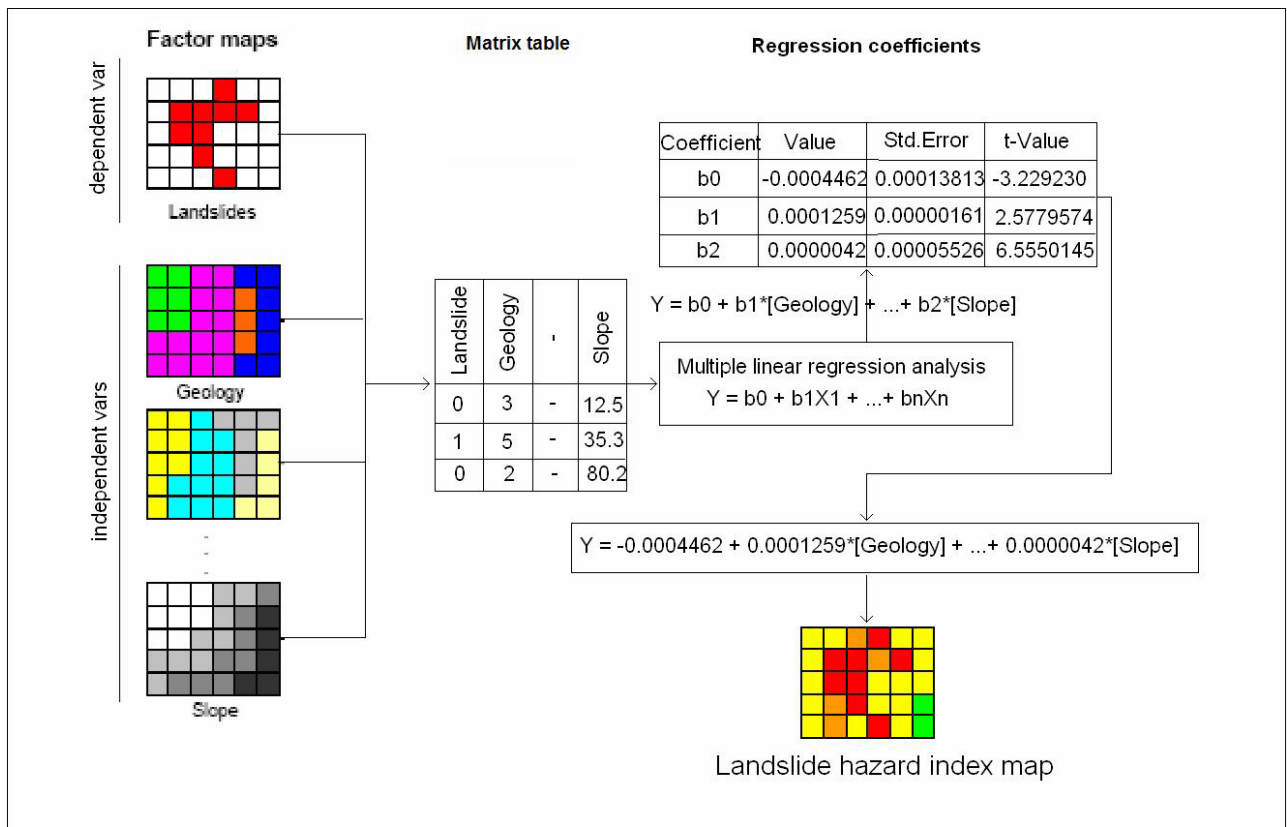 Factor maps
Matrix table
Regression coefficients
dependent var
Landslides
independent vars
Geology
Slope
Landslide Geology - Slope
0 3 - 12.5
1 5 - 35.3
0 2 - 80.2
Coefficient Value Std.Error t-Value
b0 -0.0004462 0.00013813 -3.229230
b1 0.0001259 0.00000161 2.5779574
b2 0.0000042 0.00005526 6.5550145
Y = b0 + b1*[Geology] + ...+ b2*[Slope]
Multiple linear regression analysis
Y = b0 + b1X1 + ...+ bnXn
Y = -0.0004462 + 0.0001259*[Geology] + ...+ 0.0000042*[Slope]
Landslide hazard index map